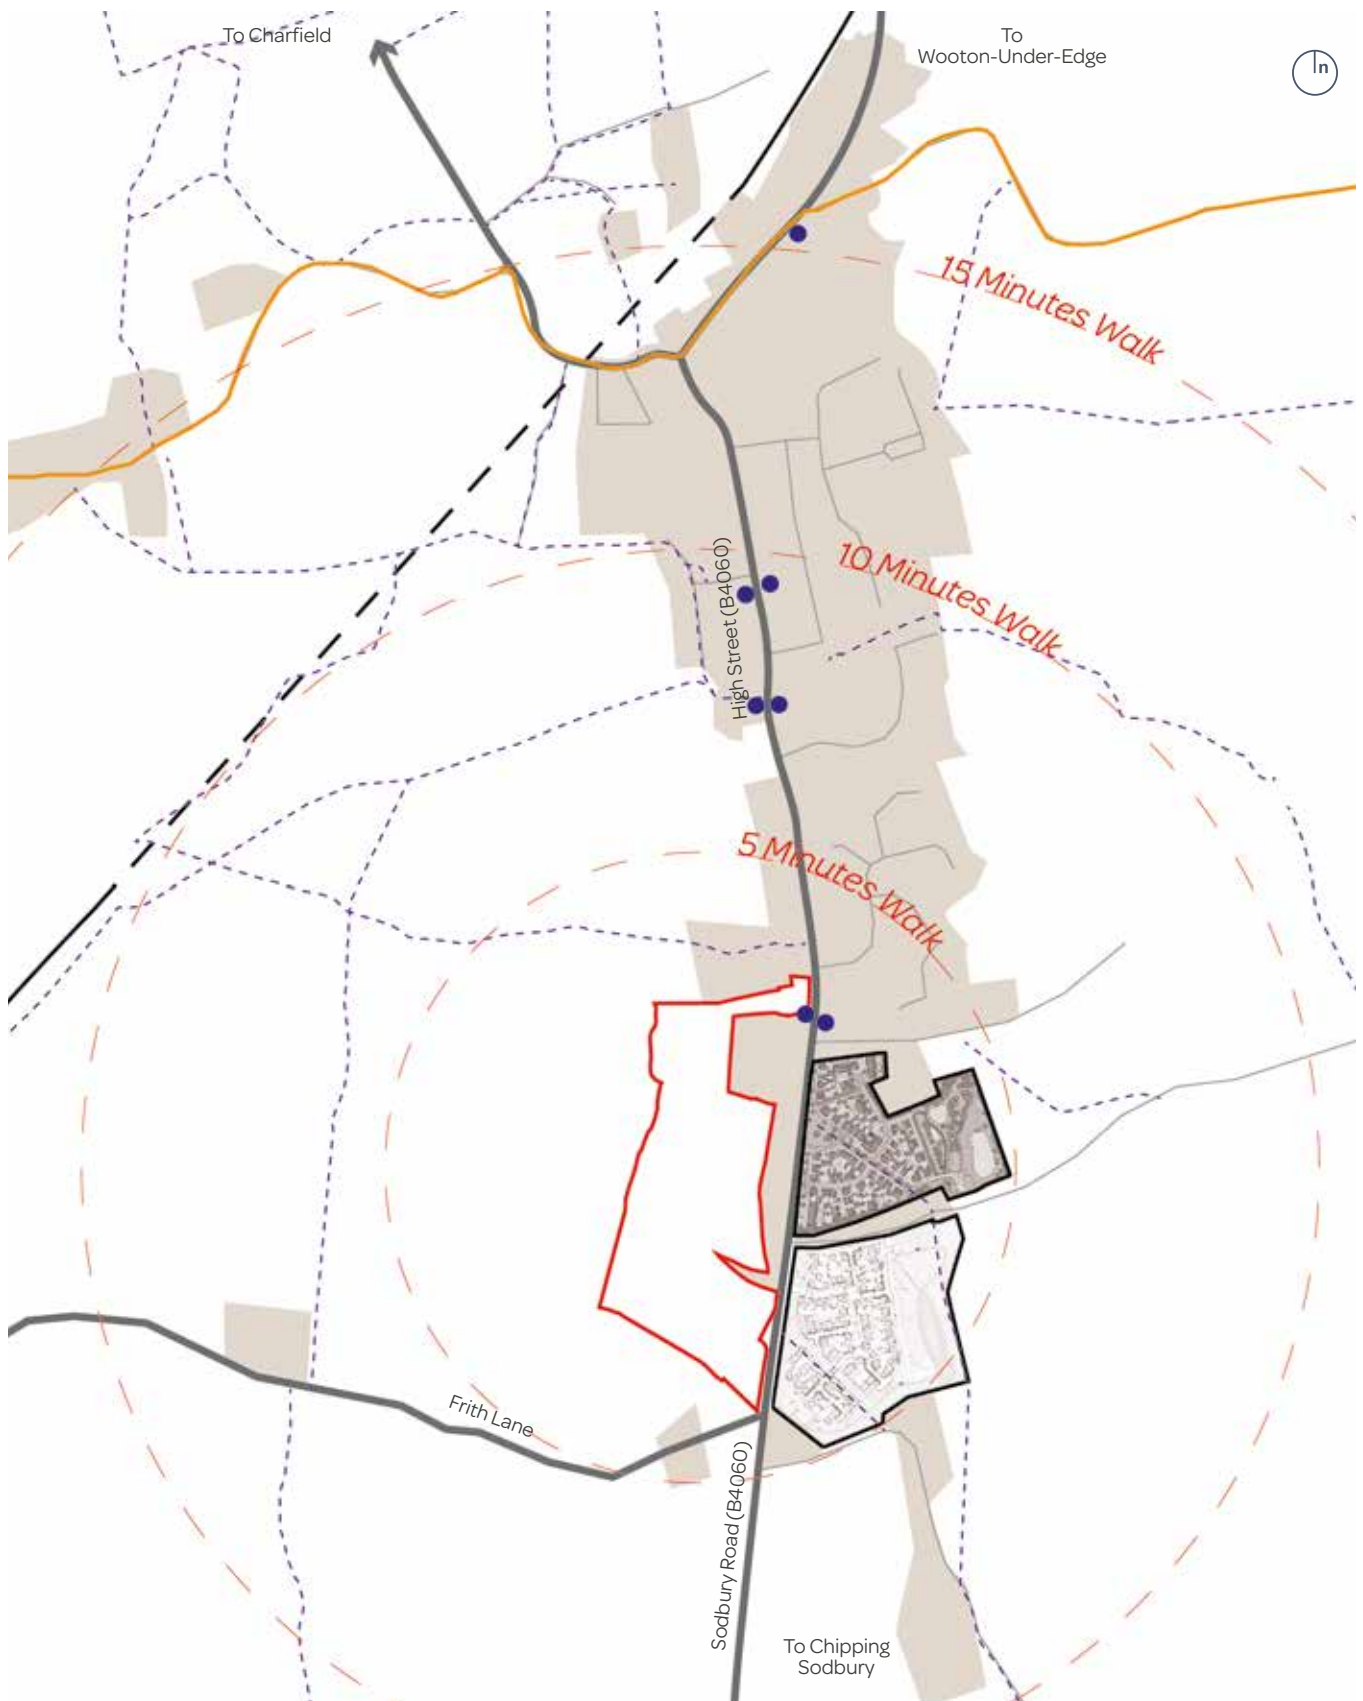 To Charfield
To
Wooton-Under-Edge
n
15 Minutes Walk
10 Minutes Walk
High Street (B4060)
5 Minutes Walk
Frith Lane
Sodbury Road (B4060)
To Chipping
Sodbury